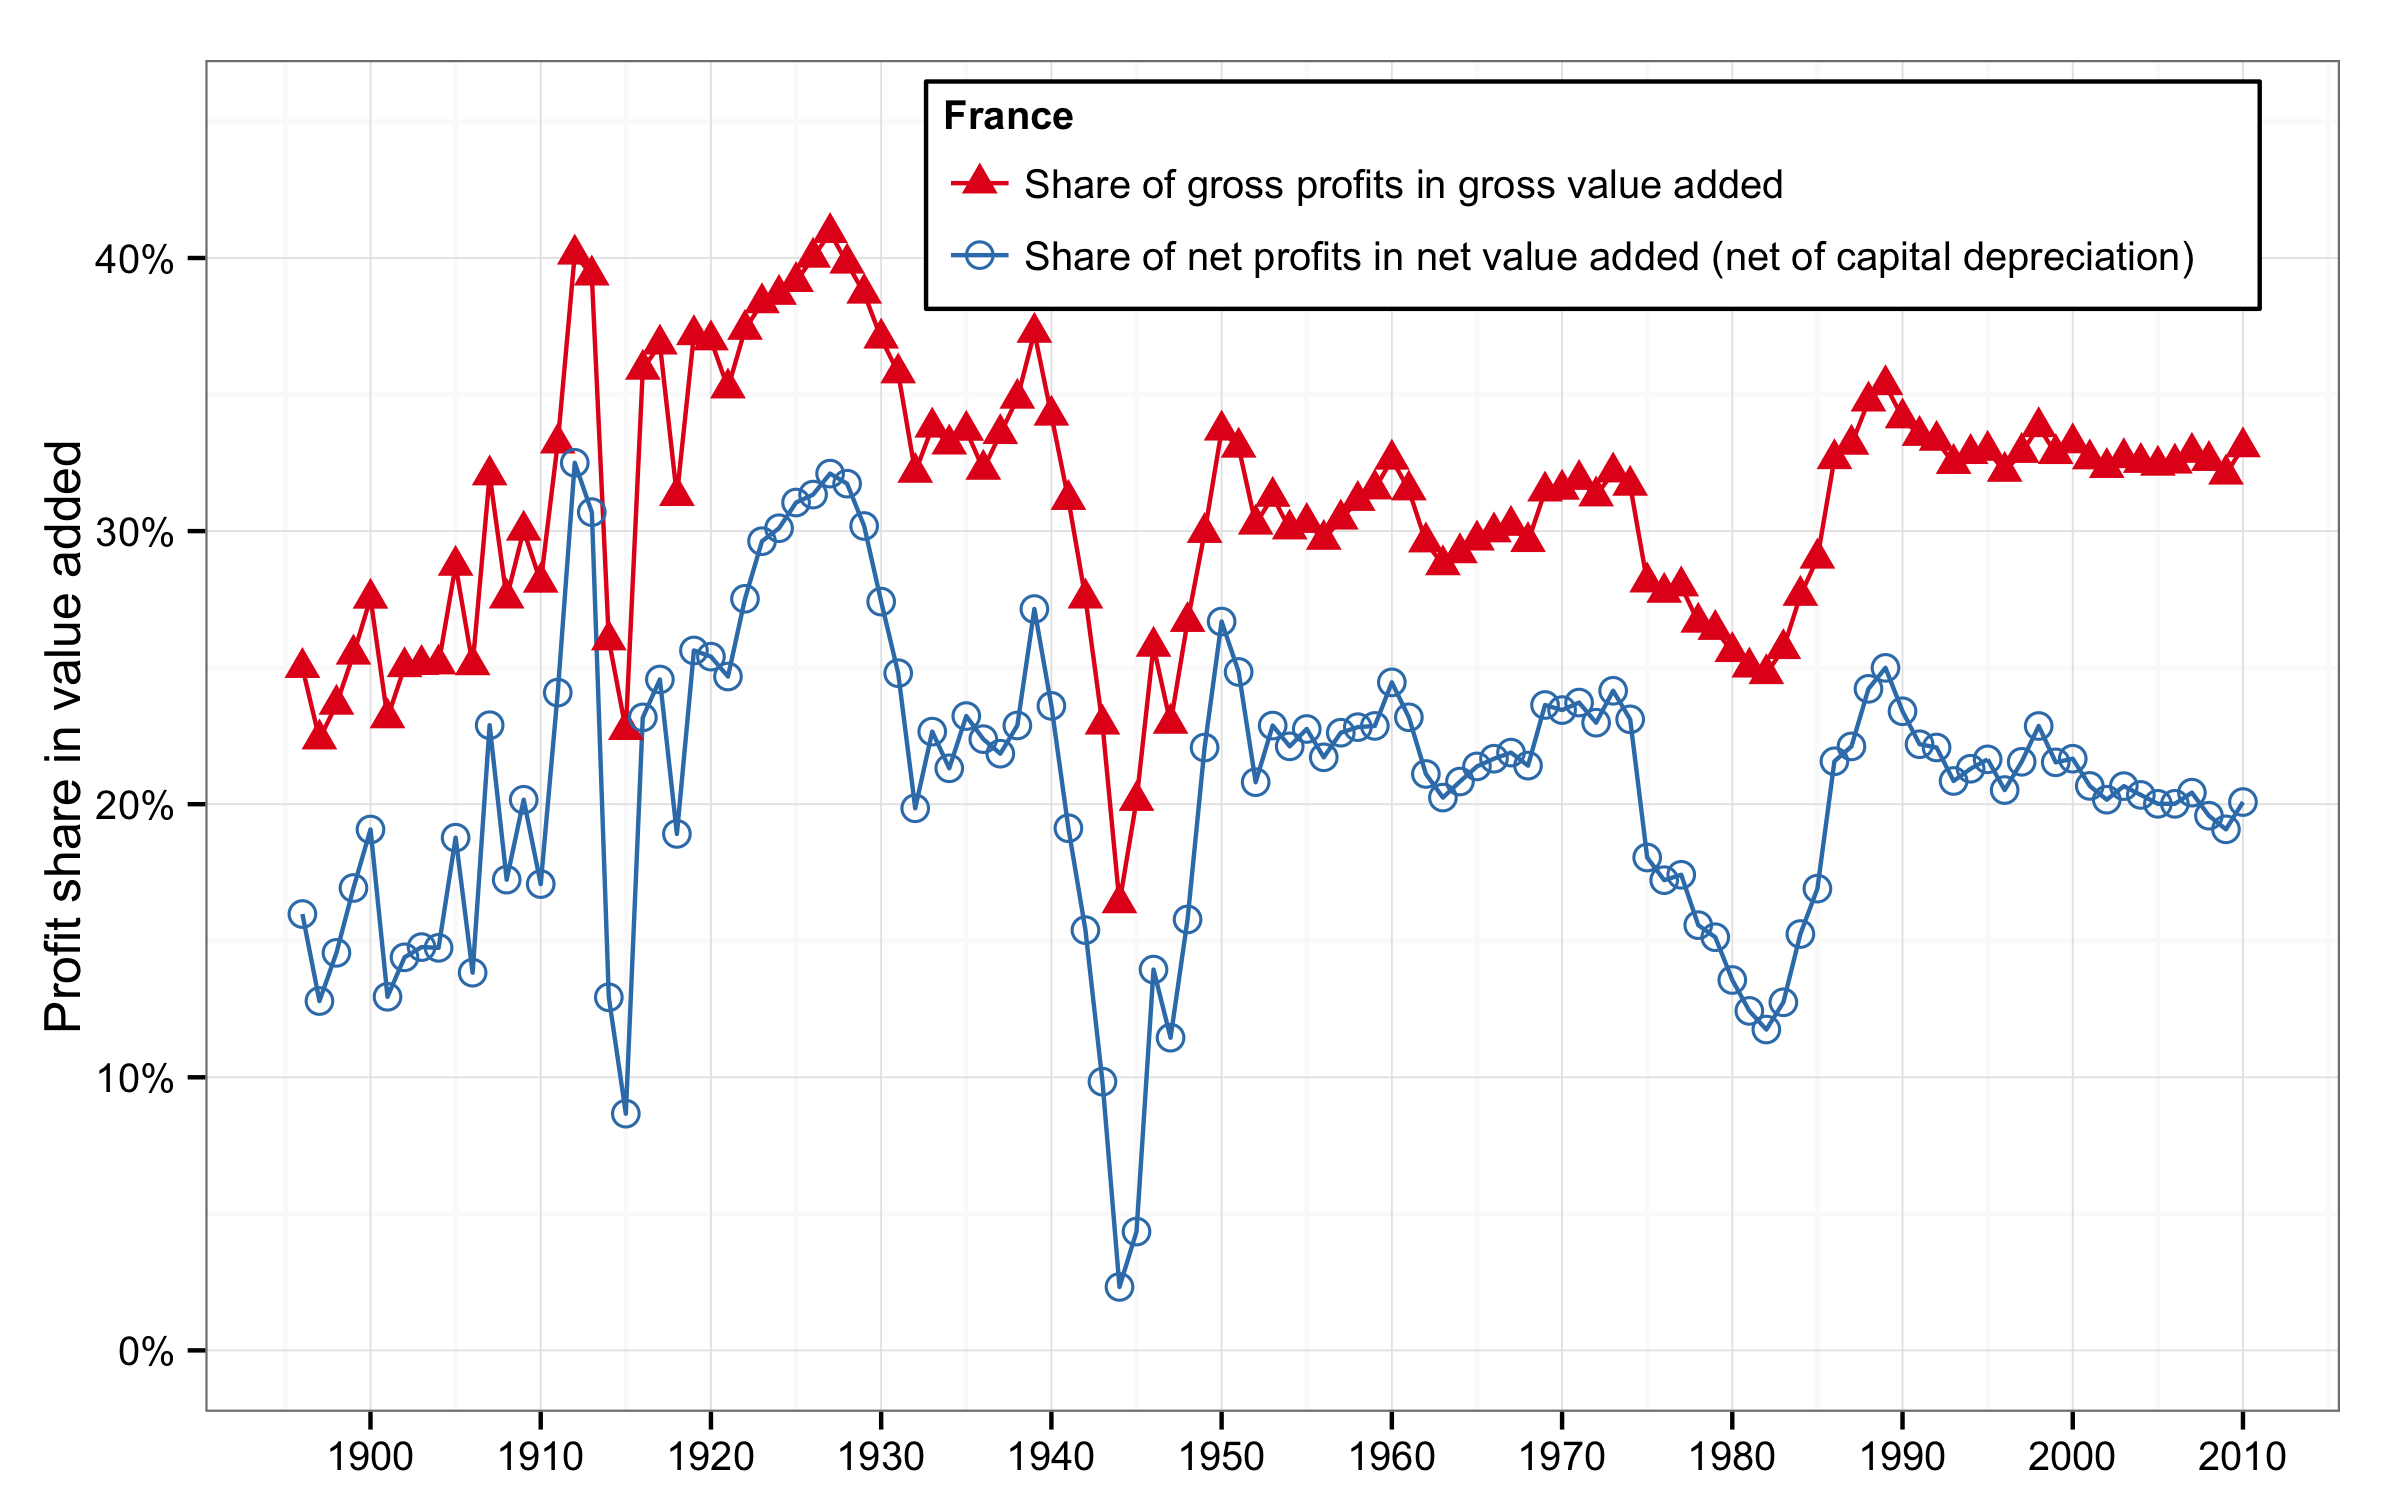 France
Share of gross profits in gross value added
Share of net profits in net value added (net of capital depreciation)
Profit share in value added
40%
30%
20%
10%
0%
1900 1910 1920 1930 1940 1950 1960 1970 1980 1990 2000 2010